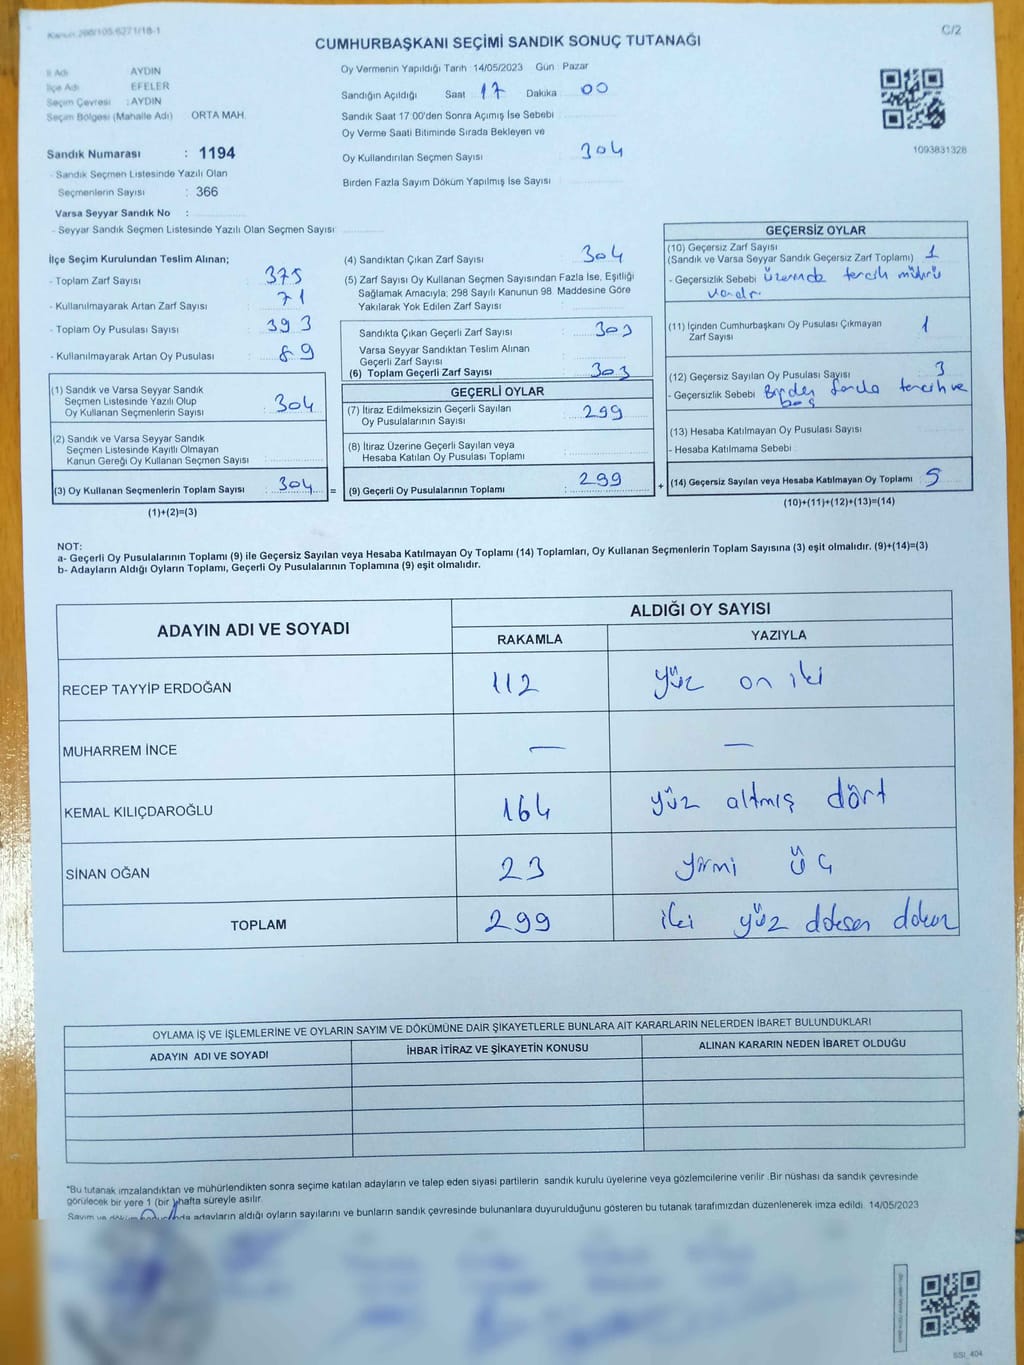 Kanun 298/105.6271/18-1
C/2
CUMHURBAŞKANI SEÇİMİ SANDIK SONUÇ TUTANAĞI
İl Adı AYDIN
İlçe Adı EFELER
Seçim Çevresi : AYDIN
Seçim Bölgesi (Mahalle Adı) ORTA MAH.
Sandık Numarası : 1194
- Sandık Seçmen Listesinde Yazılı Olan
Seçmenlerin Sayısı : 366
Varsa Seyyar Sandık No :
- Seyyar Sandık Seçmen Listesinde Yazılı Olan Seçmen Sayısı
Oy Vermenin Yapıldığı Tarih 14/05/2023 Gün Pazar
Sandığın Açıldığı Saat 17 Dakika 00
Sandık Saat 17 00'den Sonra Açımış İse Sebebi
Oy Verme Saati Bitiminde Sırada Bekleyen ve
Oy Kullandırılan Seçmen Sayısı 304
Birden Fazla Sayım Döküm Yapılmış İse Sayısı
1093831328
İlçe Seçim Kurulundan Teslim Alınan;
- Toplam Zarf Sayısı 375
- Kullanılmayarak Artan Zarf Sayısı 71
- Toplam Oy Pusulası Sayısı 393
- Kullanılmayarak Artan Oy Pusulası 89
(1) Sandık ve Varsa Seyyar Sandık
Seçmen Listesinde Yazılı Olup
Oy Kullanan Seçmenlerin Sayısı 304
(2) Sandık ve Varsa Seyyar Sandık
Seçmen Listesinde Kayıtlı Olmayan
Kanun Gereği Oy Kullanan Seçmen Sayısı
(3) Oy Kullanan Seçmenlerin Toplam Sayısı 304 =
(1)+(2)=(3)
(4) Sandıktan Çıkan Zarf Sayısı 304
(5) Zarf Sayısı Oy Kullanan Seçmen Sayısından Fazla İse, Eşitliği
Sağlamak Amacıyla; 298 Sayılı Kanunun 98. Maddesine Göre
Yakılarak Yok Edilen Zarf Sayısı
Sandıkta Çıkan Geçerli Zarf Sayısı 303
Varsa Seyyar Sandıktan Teslim Alınan
Geçerli Zarf Sayısı
(6) Toplam Geçerli Zarf Sayısı 303
GEÇERLİ OYLAR
(7) İtiraz Edilmeksizin Geçerli Sayılan
Oy Pusulalarının Sayısı 299
(8) İtiraz Üzerine Geçerli Sayılan veya
Hesaba Katılan Oy Pusulası Toplamı
(9) Geçerli Oy Pusulalarının Toplamı 299 +
GEÇERSİZ OYLAR
(10) Geçersiz Zarf Sayısı
(Sandık ve Varsa Seyyar Sandık Geçersiz Zarf Toplamı) 1
- Geçersizlik Sebebi Üzerinde tercih mührü
vardır
(11) İçinden Cumhurbaşkanı Oy Pusulası Çıkmayan
Zarf Sayısı 1
(12) Geçersiz Sayılan Oy Pusulası Sayısı 3
- Geçersizlik Sebebi Birden fazla tercih ve
boş
(13) Hesaba Katılmayan Oy Pusulası Sayısı
- Hesaba Katılmama Sebebi
(14) Geçersiz Sayılan veya Hesaba Katılmayan Oy Toplamı 5
(10)+(11)+(12)+(13)=(14)
NOT:
a- Geçerli Oy Pusulalarının Toplamı (9) ile Geçersiz Sayılan veya Hesaba Katılmayan Oy Toplamı (14) Toplamları, Oy Kullanan Seçmenlerin Toplam Sayısına (3) eşit olmalıdır. (9)+(14)=(3)
b- Adayların Aldığı Oyların Toplamı, Geçerli Oy Pusulalarının Toplamına (9) eşit olmalıdır.
ADAYIN ADI VE SOYADI ALDIĞI OY SAYISI
RAKAMLA YAZIYLA
RECEP TAYYİP ERDOĞAN 112 yüz on iki
MUHARREM İNCE — —
KEMAL KILIÇDAROĞLU 164 yüz altmış dört
SİNAN OĞAN 23 yirmi üç
TOPLAM 299 iki yüz doksan dokuz
OYLAMA İŞ VE İŞLEMLERİNE VE OYLARIN SAYIM VE DÖKÜMÜNE DAİR ŞİKAYETLERLE BUNLARA AİT KARARLARIN NELERDEN İBARET BULUNDUKLARI
ADAYIN ADI VE SOYADI İHBAR İTİRAZ VE ŞİKAYETİN KONUSU ALINAN KARARIN NEDEN İBARET OLDUĞU
*Bu tutanak imzalandıktan ve mühürlendikten sonra seçime katılan adayların ve talep eden siyasi partilerin sandık kurulu üyelerine veya gözlemcilerine verilir. Bir nüshası da sandık çevresinde
görülecek bir yere 1 (bir) hafta süreyle asılır.
Sayım ve döküm adayların aldığı oyların sayılarını ve bunların sandık çevresinde bulunanlara duyurulduğunu gösteren bu tutanak tarafımızdan düzenlenerek imza edildi. 14/05/2023
SSI_404